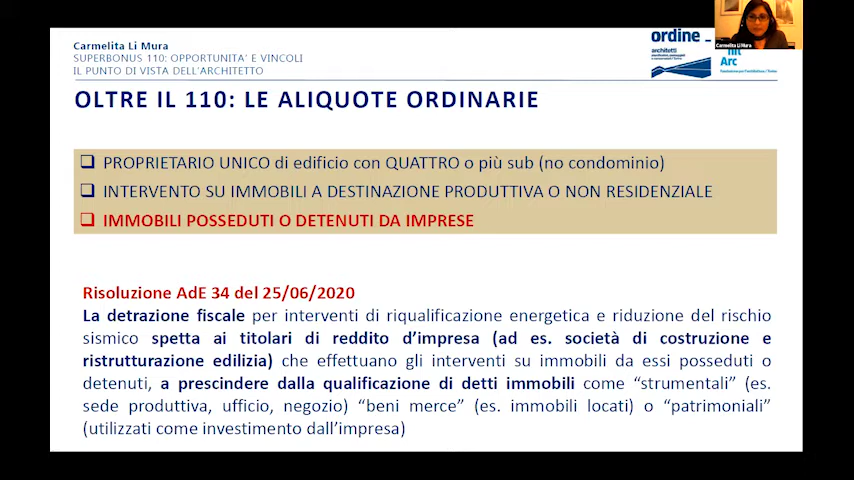 Carmelita Li Mura
SUPERBONUS 110: OPPORTUNITA' E VINCOLI
IL PUNTO DI VISTA DELL'ARCHITETTO
ordine
architetti
Arc
Carmelita Li Mura
OLTRE IL 110: LE ALIQUOTE ORDINARIE
PROPRIETARIO UNICO di edificio con QUATTRO o più sub (no condominio)
INTERVENTO SU IMMOBILI A DESTINAZIONE PRODUTTIVA O NON RESIDENZIALE
IMMOBILI POSSEDUTI O DETENUTI DA IMPRESE
Risoluzione AdE 34 del 25/06/2020
La detrazione fiscale per interventi di riqualificazione energetica e riduzione del rischio
sismico spetta ai titolari di reddito d'impresa (ad es. società di costruzione e
ristrutturazione edilizia) che effettuano gli interventi su immobili da essi posseduti o
detenuti, a prescindere dalla qualificazione di detti immobili come “strumentali” (es.
sede produttiva, ufficio, negozio) “beni merce” (es. immobili locati) o “patrimoniali”
(utilizzati come investimento dall'impresa)